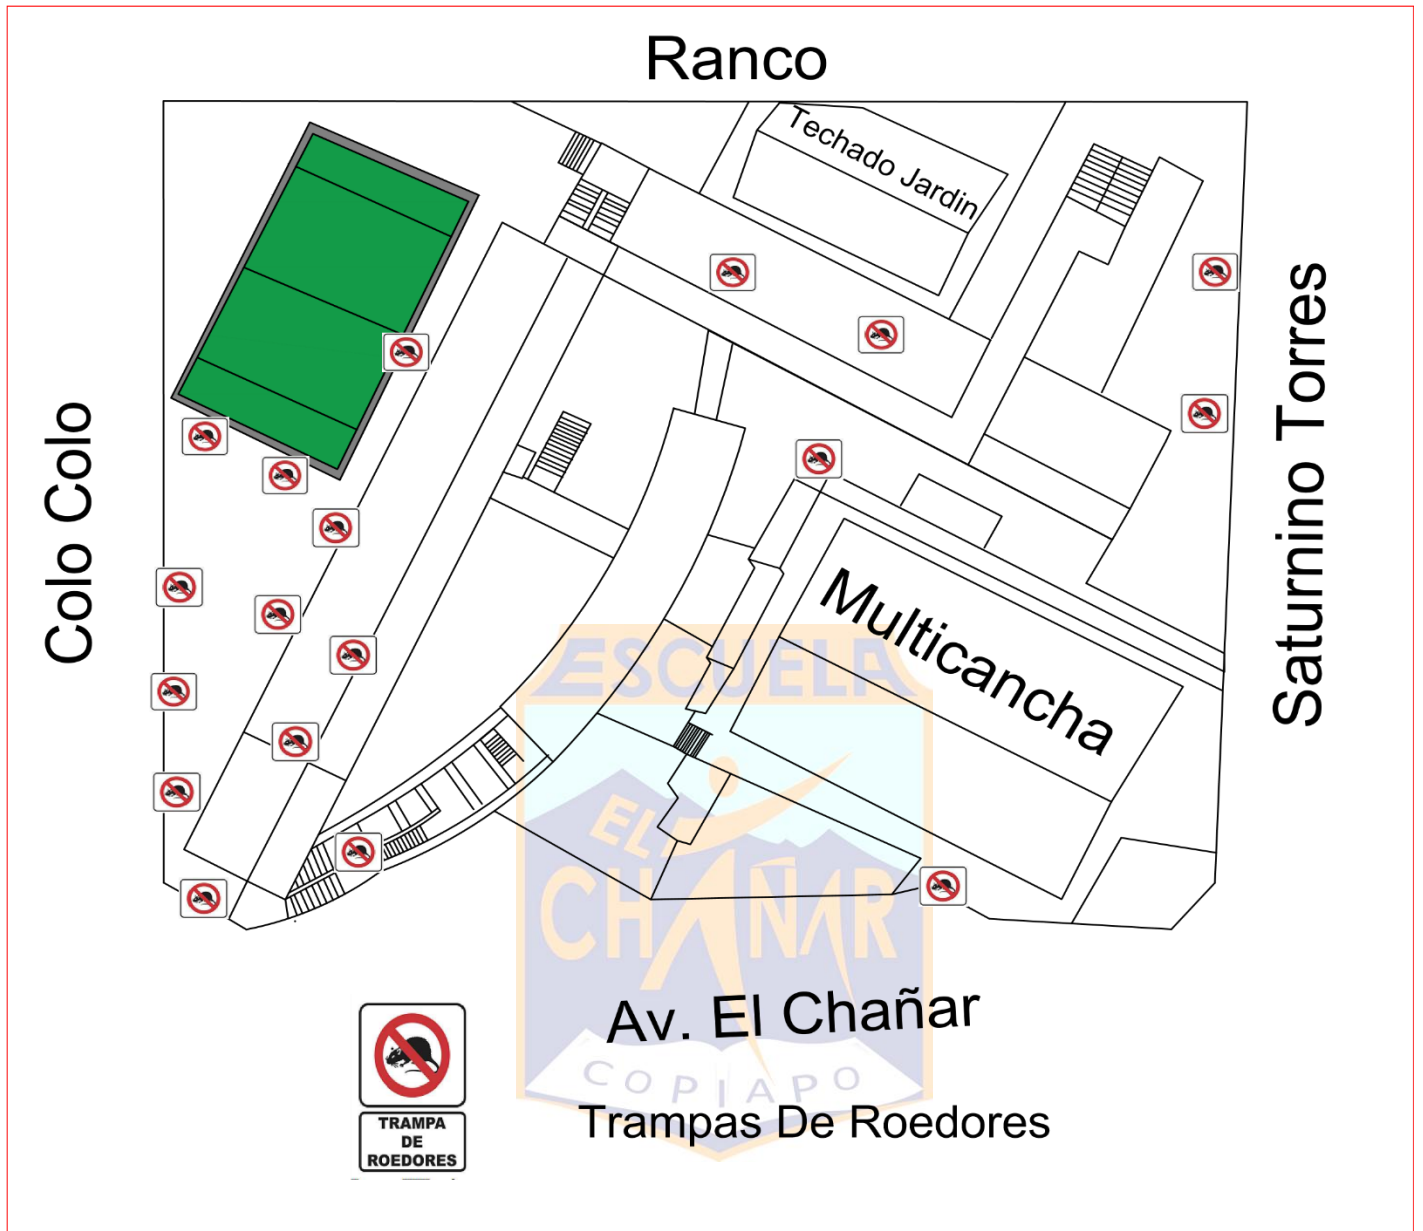 Ranco
Techado Jardin
Colo Colo
Saturnino Torres
Multicancha
ESCUELA
EL
CHAÑAR
COPIAPO
Av. El Chañar
Trampas De Roedores
TRAMPA
DE
ROEDORES